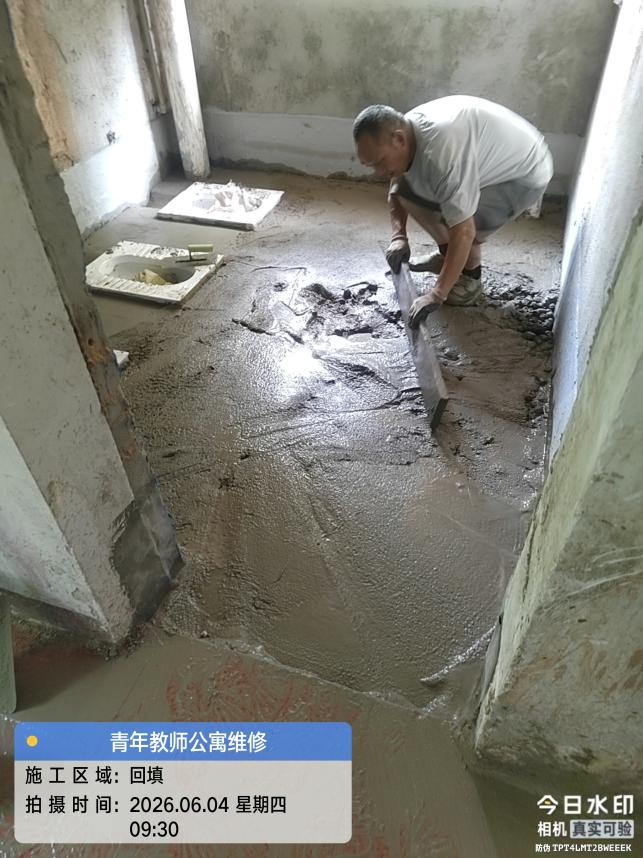 青年教师公寓维修
施工区域：回填
拍摄时间：2026.06.04 星期四
09:30
今日水印
相机 真实可验
防伪 TPT4LMT2BWEEEK